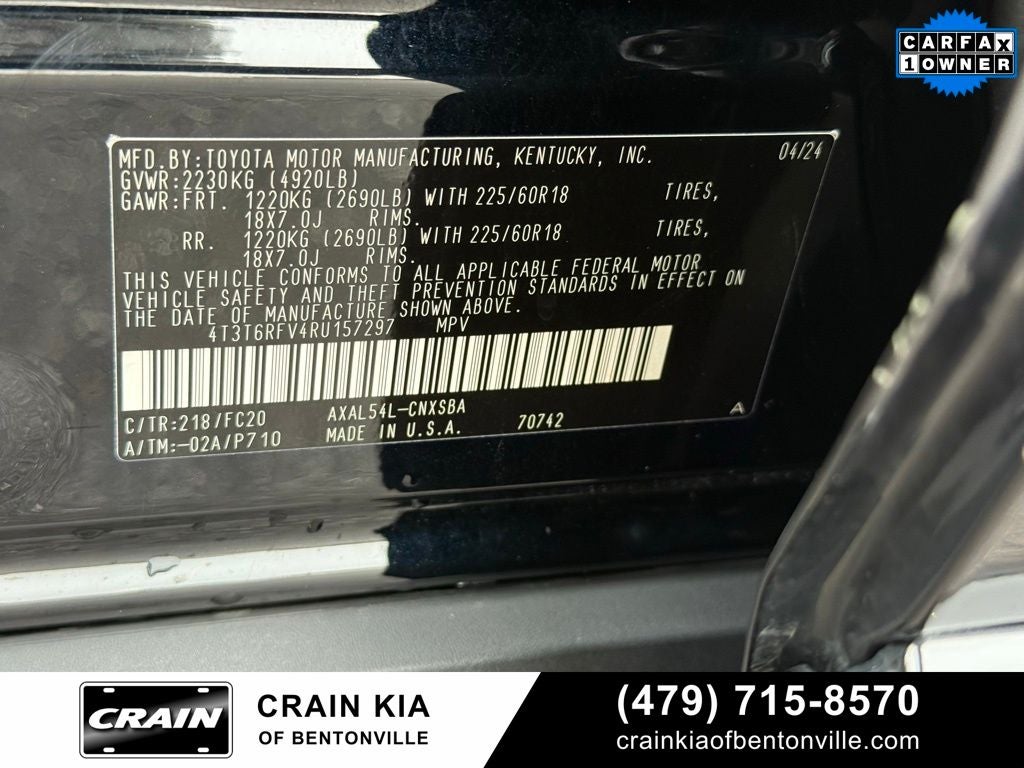 CARFAX
1 OWNER
MFD.BY:TOYOTA MOTOR MANUFACTURING, KENTUCKY, INC. 04/24
GVWR:2230KG (4920LB)
GAWR:FRT. 1220KG (2690LB) WITH 225/60R18 TIRES,
18X7.0J RIMS.
RR. 1220KG (2690LB) WITH 225/60R18 TIRES,
18X7.0J RIMS.
THIS VEHICLE CONFORMS TO ALL APPLICABLE FEDERAL MOTOR
VEHICLE SAFETY AND THEFT PREVENTION STANDARDS IN EFFECT ON
THE DATE OF MANUFACTURE SHOWN ABOVE.
4T3T6RFV4RU157297 MPV
C/TR:218/FC20 AXAL54L-CNXSBA
A/TM:-02A/P710 MADE IN U.S.A. 70742 A
CRAIN
CRAIN KIA
OF BENTONVILLE
(479) 715-8570
crainkiaofbentonville.com